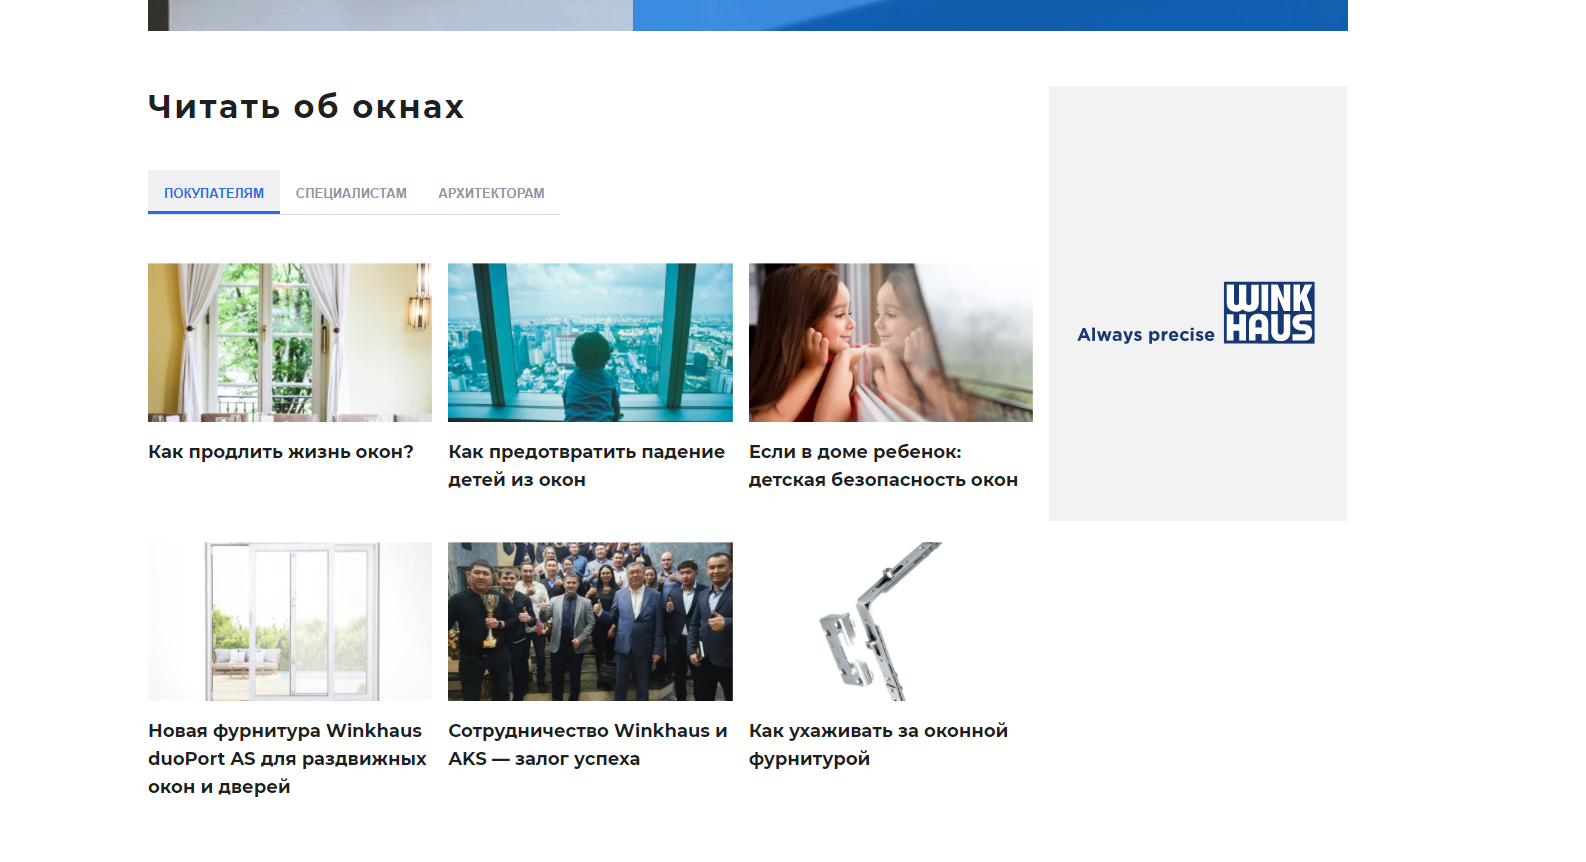 Читать об окнах
ПОКУПАТЕЛЯМ СПЕЦИАЛИСТАМ АРХИТЕКТОРАМ
Как продлить жизнь окон?
Как предотвратить падение
детей из окон
Если в доме ребенок:
детская безопасность окон
Always precise
WINK
HAUS
Новая фурнитура Winkhaus
duoPort AS для раздвижных
окон и дверей
Сотрудничество Winkhaus и
AKS — залог успеха
Как ухаживать за оконной
фурнитурой